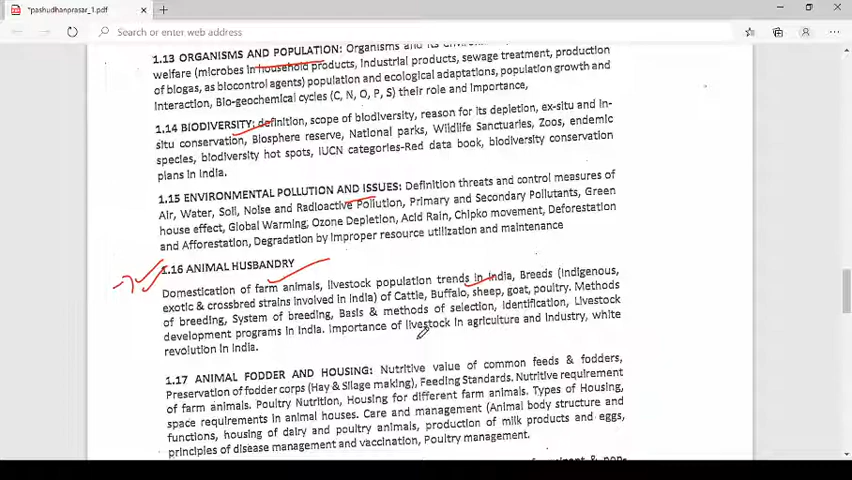 *pashudhanprasar_1.pdf
Search or enter web address
1.13 ORGANISMS AND POPULATION: Organisms and its
welfare (microbes in household products, industrial products, sewage treatment, production
of biogas, as biocontrol agents) population and ecological adaptations, population growth and
interaction, Bio-geochemical cycles (C, N, O, P, S) their role and importance,
1.14 BIODIVERSITY: definition, scope of biodiversity, reason for its depletion, ex-situ and in-
situ conservation, Biosphere reserve, National parks, Wildlife Sanctuaries, Zoos, endemic
species, biodiversity hot spots, IUCN categories-Red data book, biodiversity conservation
plans in India.
1.15 ENVIRONMENTAL POLLUTION AND ISSUES: Definition threats and control measures of
Air, Water, Soil, Noise and Radioactive Pollution, Primary and Secondary Pollutants, Green
house effect, Global Warming, Ozone Depletion, Acid Rain, Chipko movement, Deforestation
and Afforestation, Degradation by improper resource utilization and maintenance
1.16 ANIMAL HUSBANDRY
Domestication of farm animals, livestock population trends in India, Breeds (Indigenous,
exotic & crossbred strains involved in India) of Cattle, Buffalo, sheep, goat, poultry. Methods
of breeding, System of breeding, Basis & methods of selection, Identification, Livestock
development programs in India. Importance of livestock in agriculture and industry, white
revolution in India.
1.17 ANIMAL FODDER AND HOUSING: Nutritive value of common feeds & fodders,
Preservation of fodder corps (Hay & Silage making), Feeding Standards. Nutritive requirement
of farm animals. Poultry Nutrition, Housing for different farm animals. Types of Housing,
space requirements in animal houses. Care and management (Animal body structure and
functions, housing of dairy and poultry animals, production of milk products and eggs,
principles of disease management and vaccination, Poultry management.